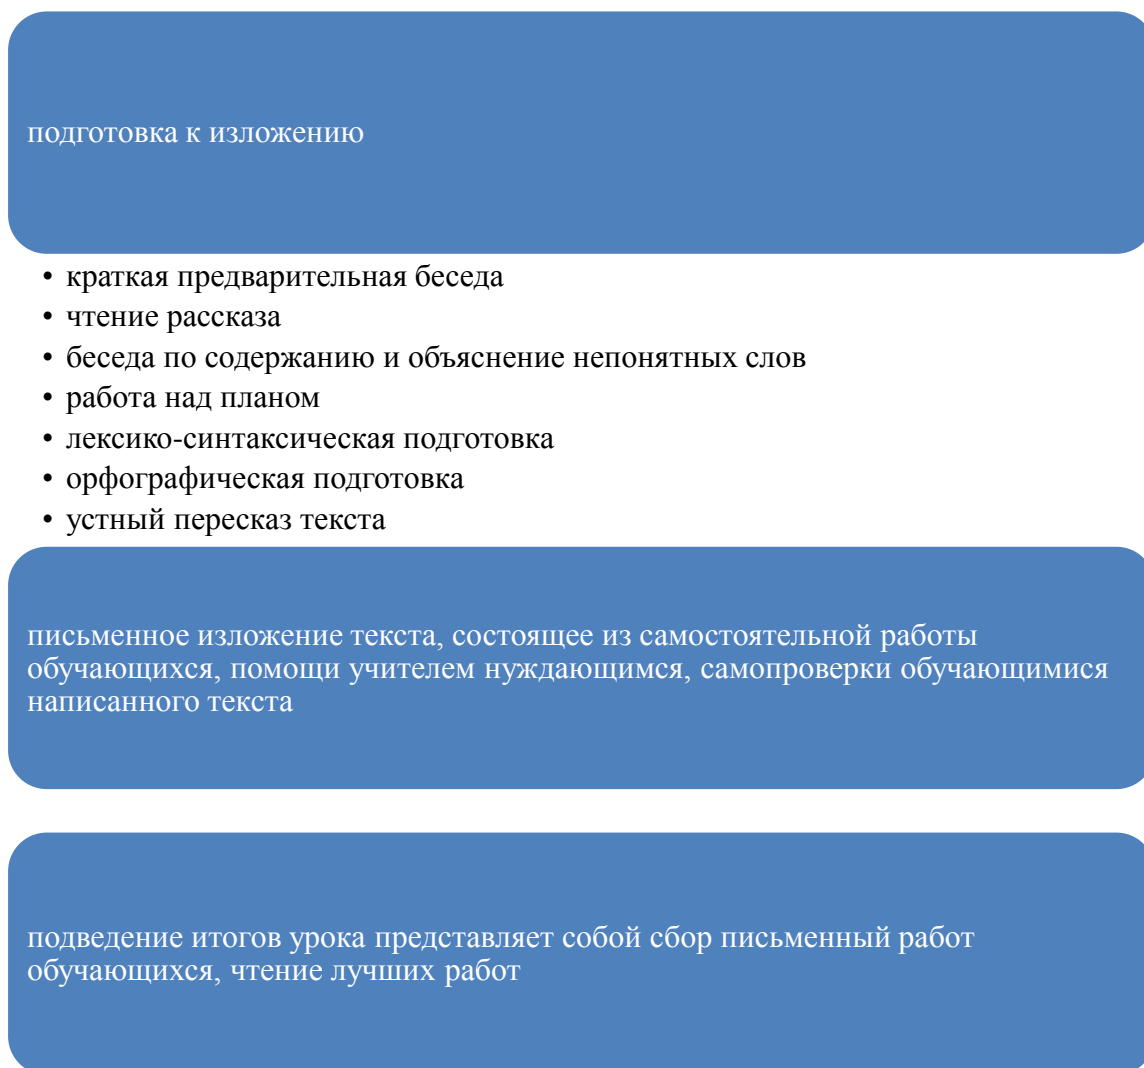 подготовка к изложению
• краткая предварительная беседа
• чтение рассказа
• беседа по содержанию и объяснение непонятных слов
• работа над планом
• лексико-синтаксическая подготовка
• орфографическая подготовка
• устный пересказ текста
письменное изложение текста, состоящее из самостоятельной работы
обучающихся, помощи учителем нуждающимся, самопроверки обучающимися
написанного текста
подведение итогов урока представляет собой сбор письменный работ
обучающихся, чтение лучших работ